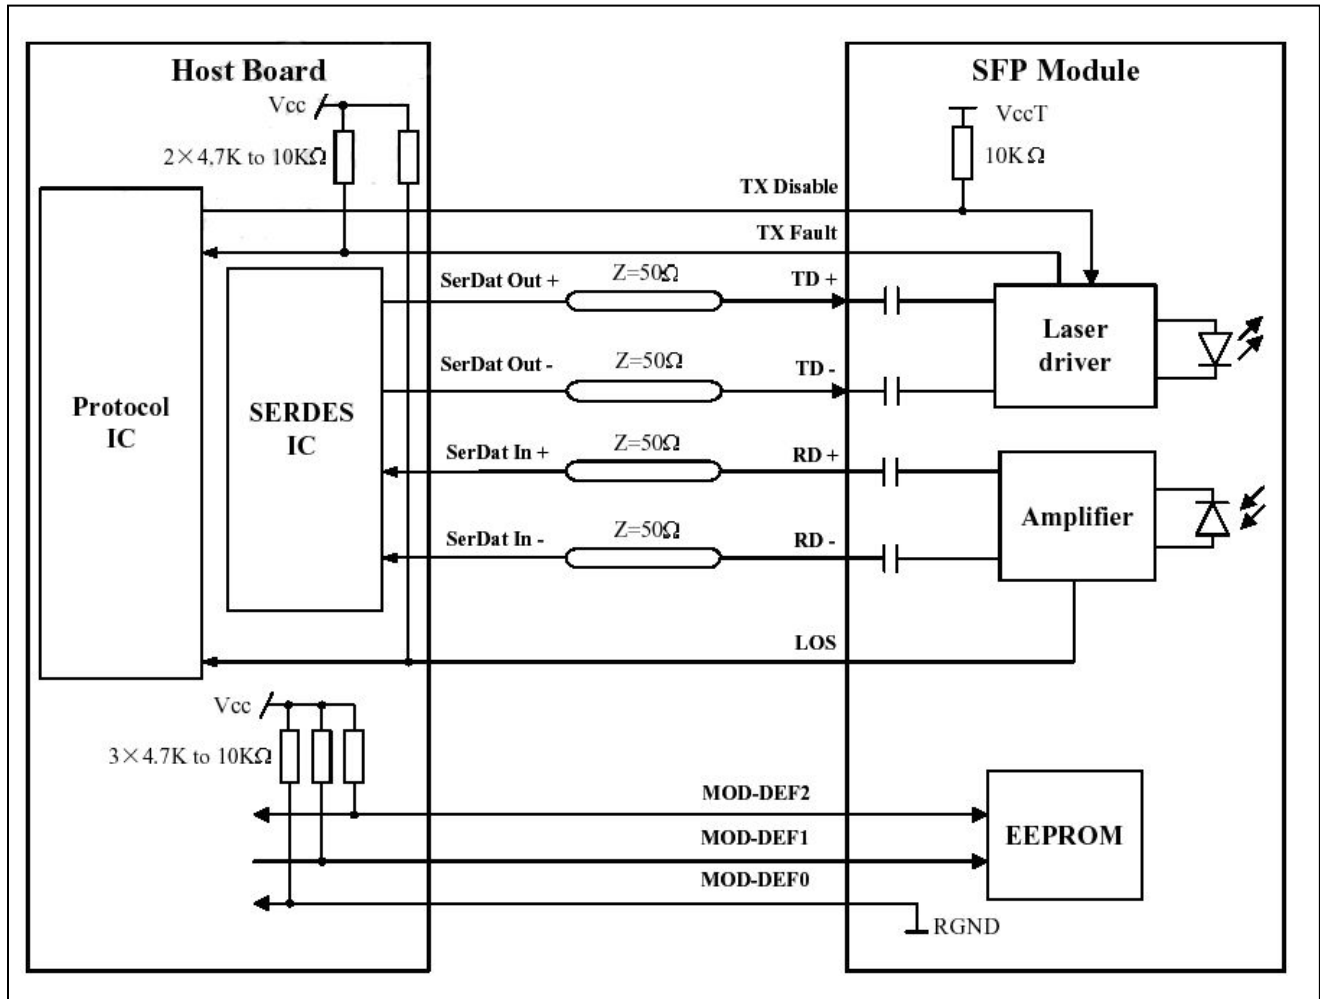 Host Board
SFP Module
Vcc
VccT
2×4.7K to 10KΩ
10KΩ
TX Disable
TX Fault
SerDat Out +
Z=50Ω
TD +
Laser
driver
SerDat Out -
Z=50Ω
TD -
Protocol
IC
SERDES
IC
SerDat In +
Z=50Ω
RD +
Amplifier
SerDat In -
Z=50Ω
RD -
LOS
Vcc
3×4.7K to 10KΩ
MOD-DEF2
MOD-DEF1
EEPROM
MOD-DEF0
RGND